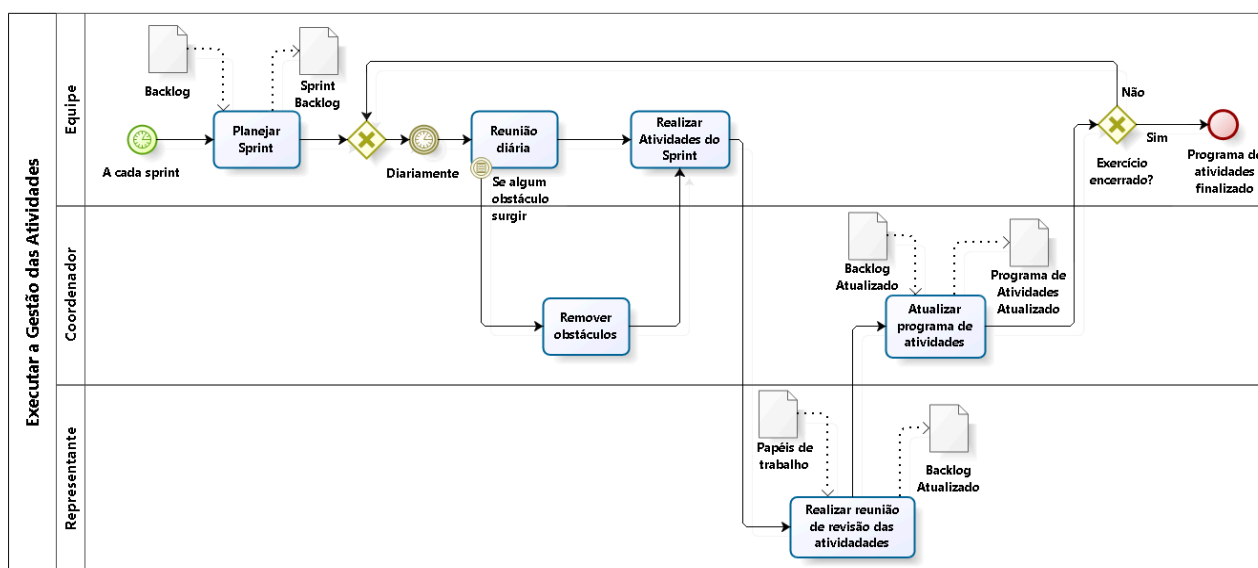 Executar a Gestão das Atividades
Equipe
Backlog
Sprint
Backlog
A cada sprint
Planejar
Sprint
Diariamente
Reunião
diária
Se algum
obstáculo
surgir
Realizar
Atividades do
Sprint
Não
Sim
Exercício
encerrado?
Programa de
atividades
finalizado
Coordenador
Remover
obstáculos
Backlog
Atualizado
Programa de
Atividades
Atualizado
Atualizar
programa de
atividades
Representante
Papéis de
trabalho
Backlog
Atualizado
Realizar reunião
de revisão das
atividadades